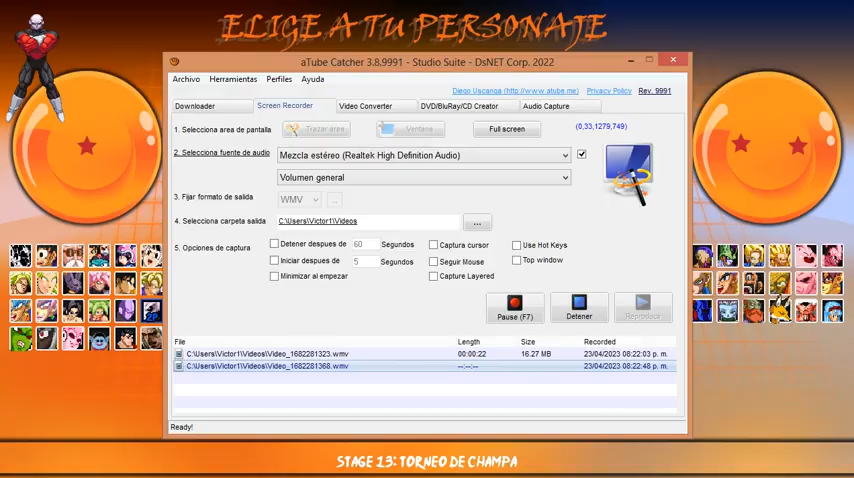 ELIGE A TU PERSONAJE
aTube Catcher 3.8.9991 - Studio Suite - DsNET Corp. 2022
Archivo Herramientas Perfiles Ayuda
Diego Uscanga (http://www.atube.me) Privacy Policy Rev. 9991
Downloader Screen Recorder Video Converter DVD/BluRay/CD Creator Audio Capture
1. Selecciona area de pantalla Trazar area Ventana Full screen (0,33,1279,749)
2. Selecciona fuente de audio Mezcla estéreo (Realtek High Definition Audio)
Volumen general
3. Fijar formato de salida WMV ...
4. Selecciona carpeta salida C:\Users\Victor1\Videos ...
5. Opciones de captura Detener despues de 60 Segundos Captura cursor Use Hot Keys
Iniciar despues de 5 Segundos Seguir Mouse Top window
Minimizar al empezar Capture Layered
Pause (F7) Detener Reproducir
File Length Size Recorded
C:\Users\Victor1\Videos\Video_1682281323.wmv 00:00:22 16.27 MB 23/04/2023 08:22:03 p. m.
C:\Users\Victor1\Videos\Video_1682281368.wmv --:--:-- 23/04/2023 08:22:48 p. m.
Ready!
STAGE 13: TORNEO DE CHAMPA